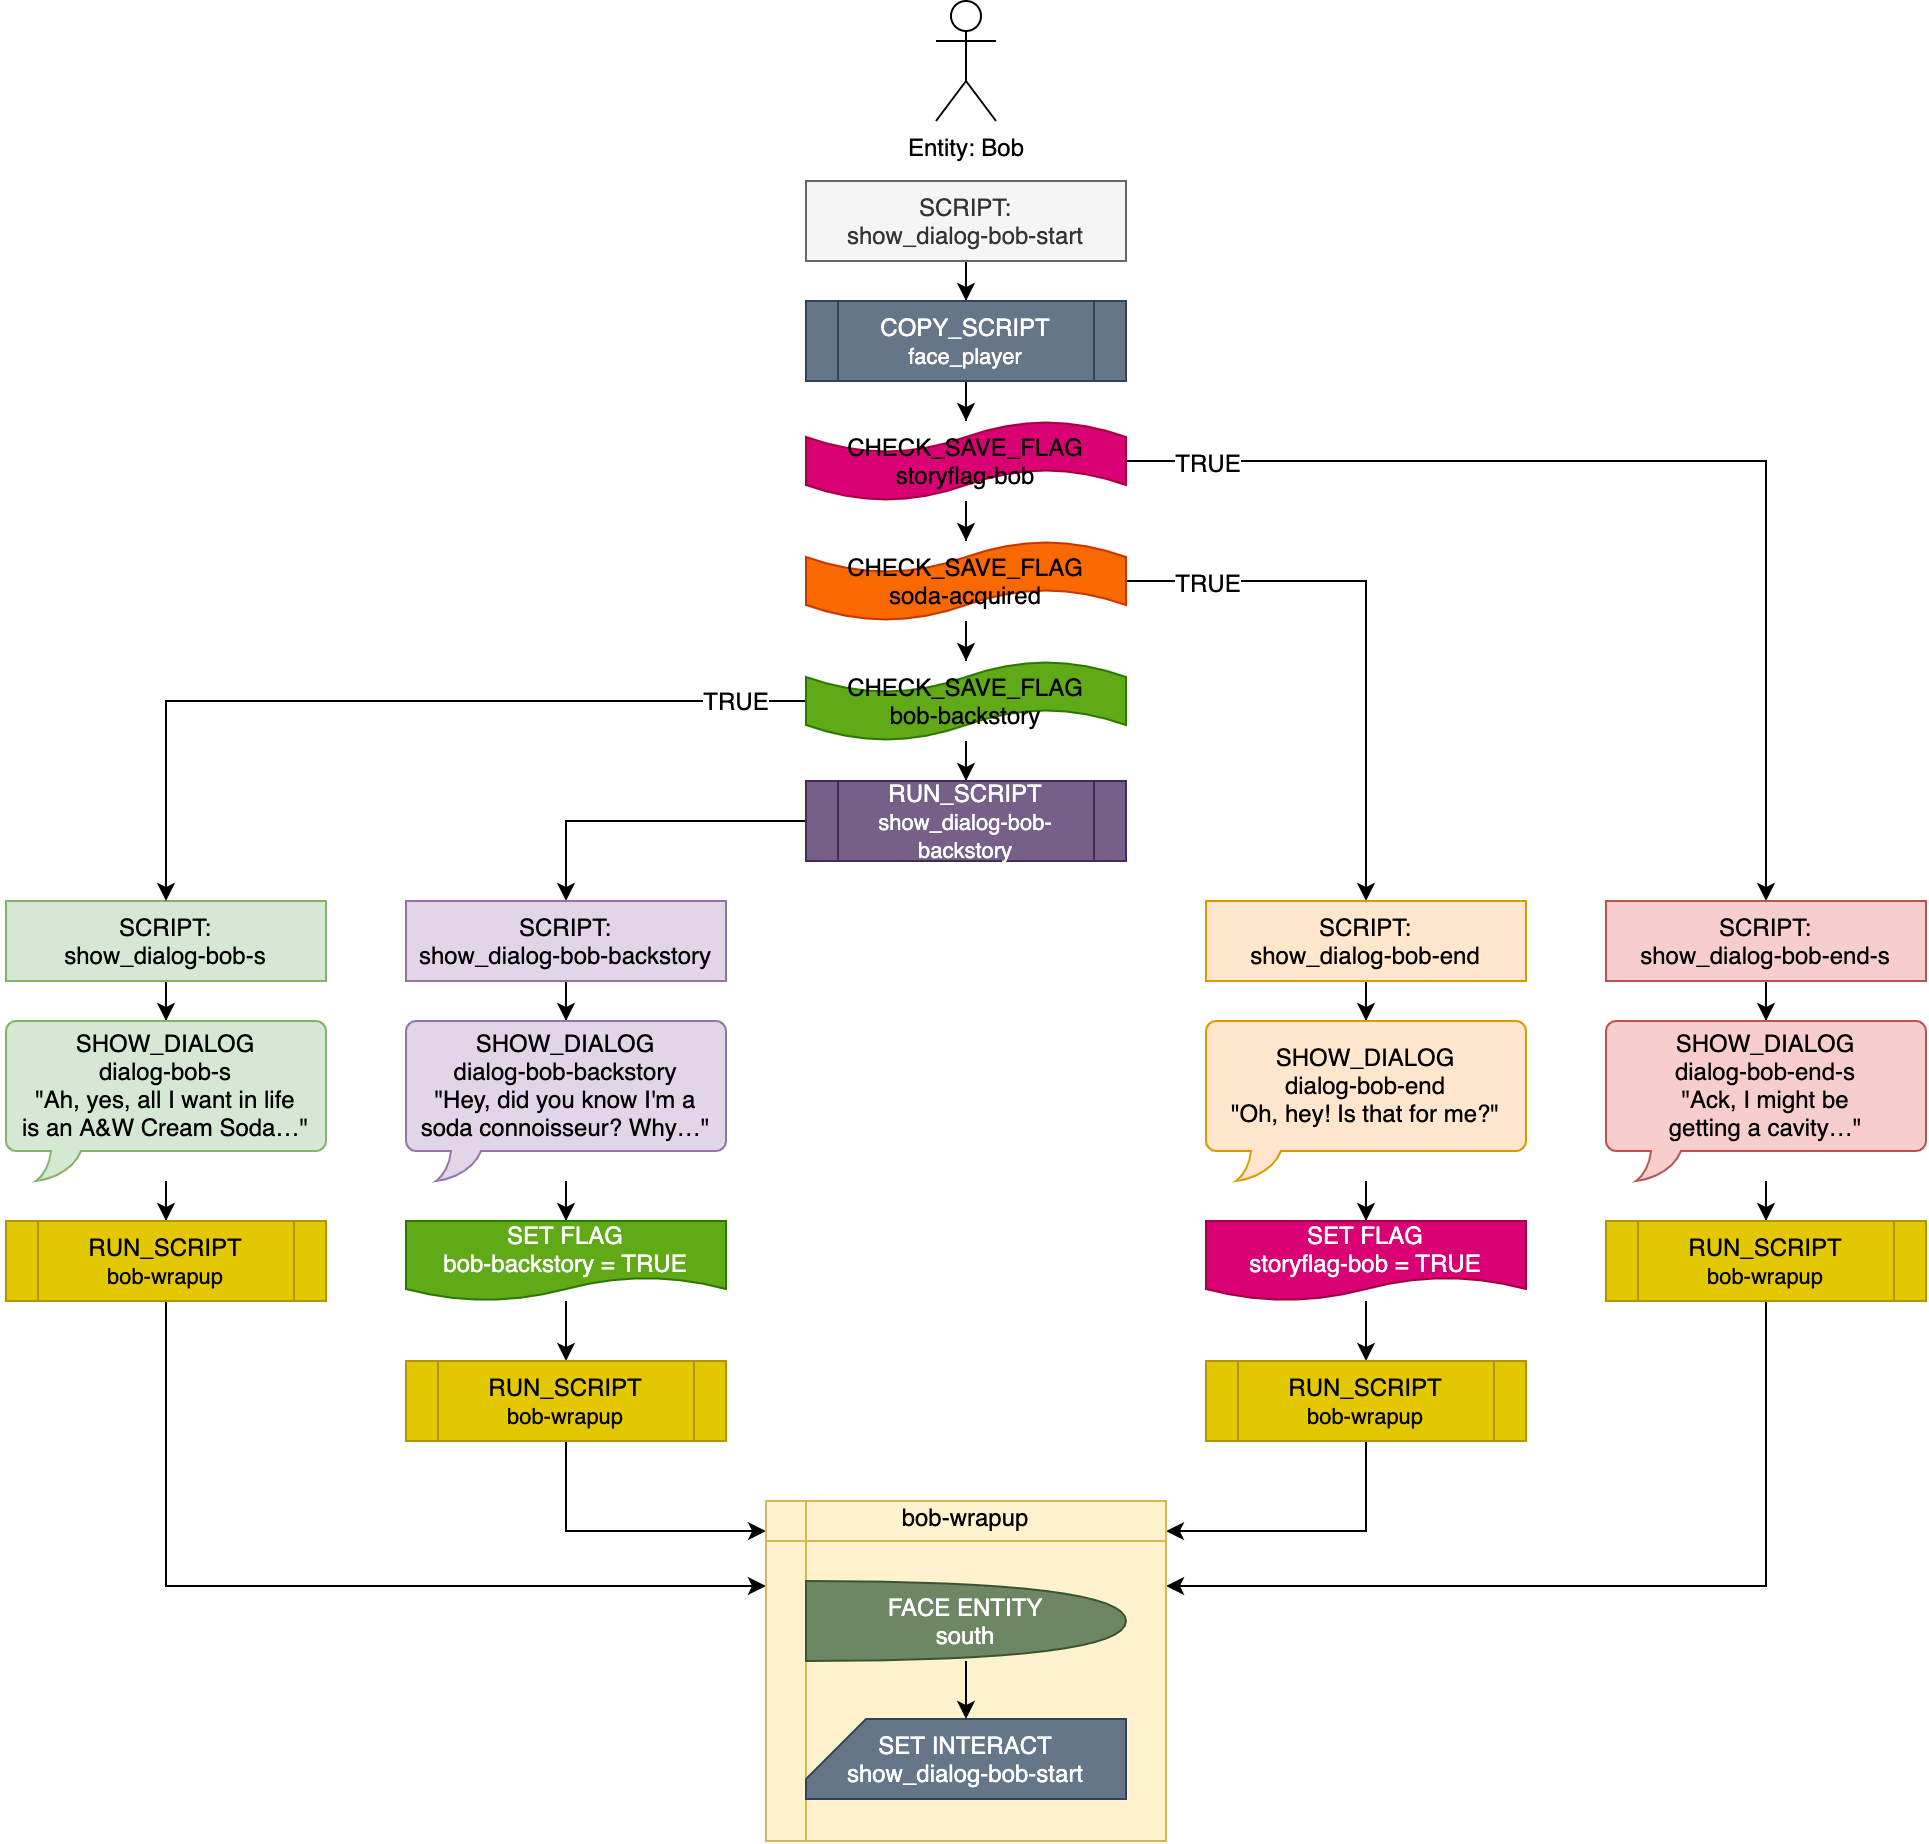 Entity: Bob
SCRIPT:
show_dialog-bob-start
COPY_SCRIPT
face_player
CHECK_SAVE_FLAG
storyflag-bob
TRUE
CHECK_SAVE_FLAG
soda-acquired
TRUE
CHECK_SAVE_FLAG
bob-backstory
TRUE
RUN_SCRIPT
show_dialog-bob-
backstory
SCRIPT:
show_dialog-bob-s
SHOW_DIALOG
dialog-bob-s
"Ah, yes, all I want in life
is an A&W Cream Soda…"
RUN_SCRIPT
bob-wrapup
SCRIPT:
show_dialog-bob-backstory
SHOW_DIALOG
dialog-bob-backstory
"Hey, did you know I'm a
soda connoisseur? Why…"
SET FLAG
bob-backstory = TRUE
RUN_SCRIPT
bob-wrapup
SCRIPT:
show_dialog-bob-end
SHOW_DIALOG
dialog-bob-end
"Oh, hey! Is that for me?"
SET FLAG
storyflag-bob = TRUE
RUN_SCRIPT
bob-wrapup
SCRIPT:
show_dialog-bob-end-s
SHOW_DIALOG
dialog-bob-end-s
"Ack, I might be
getting a cavity…"
RUN_SCRIPT
bob-wrapup
bob-wrapup
FACE ENTITY
south
SET INTERACT
show_dialog-bob-start